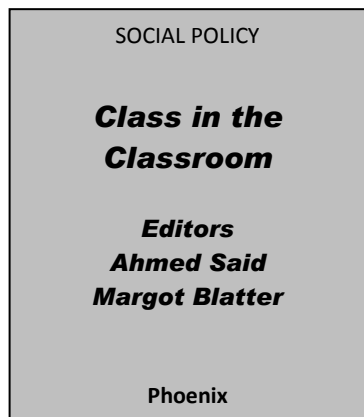 SOCIAL POLICY
Class in the
Classroom
Editors
Ahmed Said
Margot Blatter
Phoenix